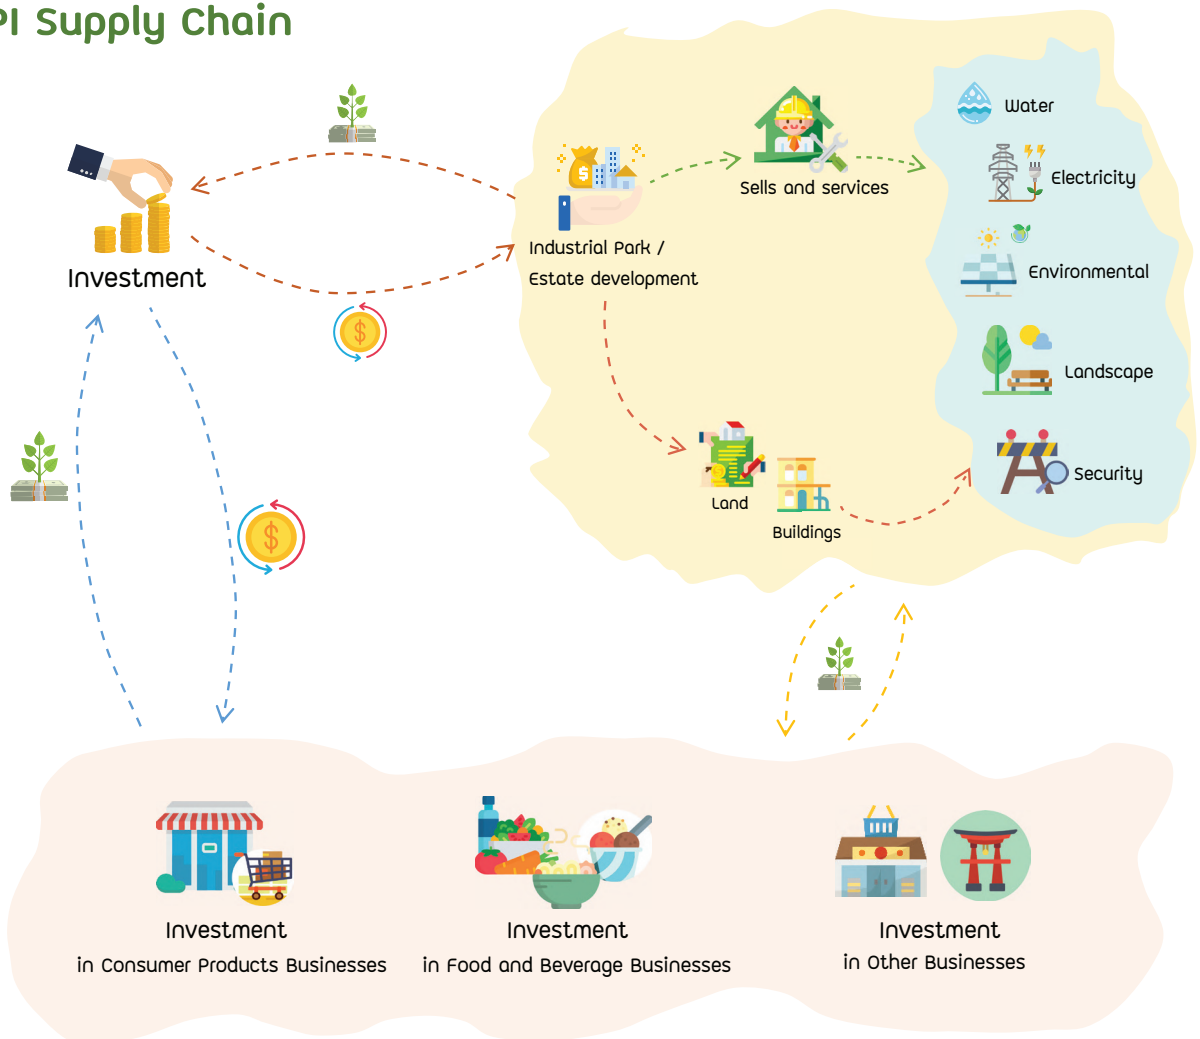 PI Supply Chain
Water
Electricity
Sells and services
Industrial Park /
Estate development
Environmental
Investment
Landscape
Security
Land
Buildings
Investment
in Consumer Products Businesses
Investment
in Food and Beverage Businesses
Investment
in Other Businesses